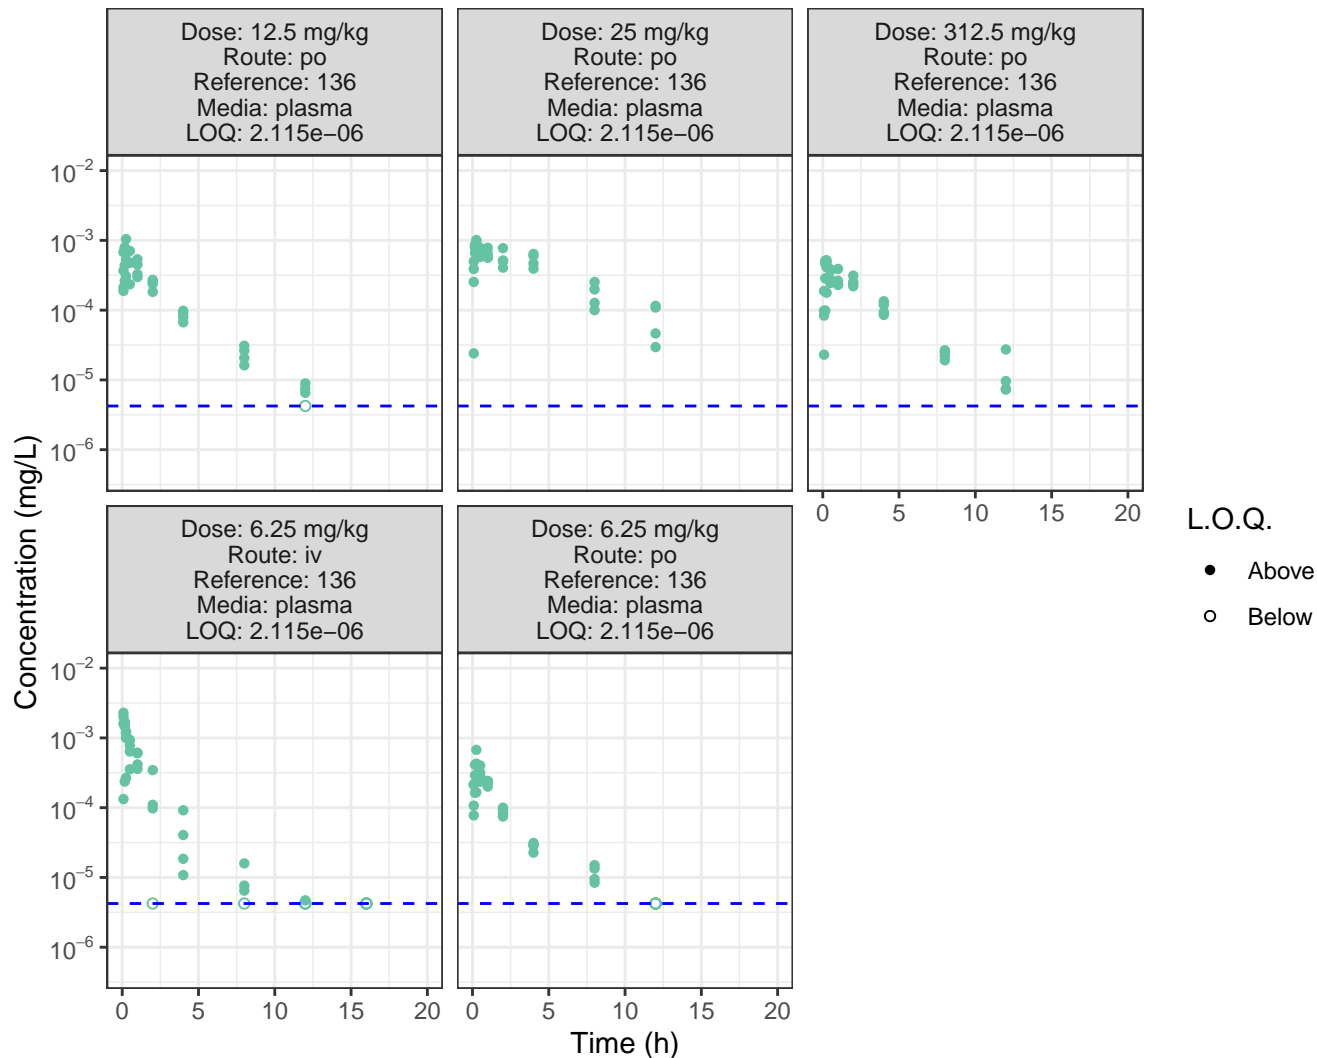 Dose: 12.5 mg/kg
Route: po
Reference: 136
Media: plasma
LOQ: 2.115e−06
Dose: 25 mg/kg
Route: po
Reference: 136
Media: plasma
LOQ: 2.115e−06
Dose: 312.5 mg/kg
Route: po
Reference: 136
Media: plasma
LOQ: 2.115e−06
10⁻²
10⁻³
10⁻⁴
10⁻⁵
10⁻⁶
0 5 10 15 20
Dose: 6.25 mg/kg
Route: iv
Reference: 136
Media: plasma
LOQ: 2.115e−06
Dose: 6.25 mg/kg
Route: po
Reference: 136
Media: plasma
LOQ: 2.115e−06
10⁻²
10⁻³
10⁻⁴
10⁻⁵
10⁻⁶
0 5 10 15 20
0 5 10 15 20
Time (h)
Concentration (mg/L)
L.O.Q.
Above
Below